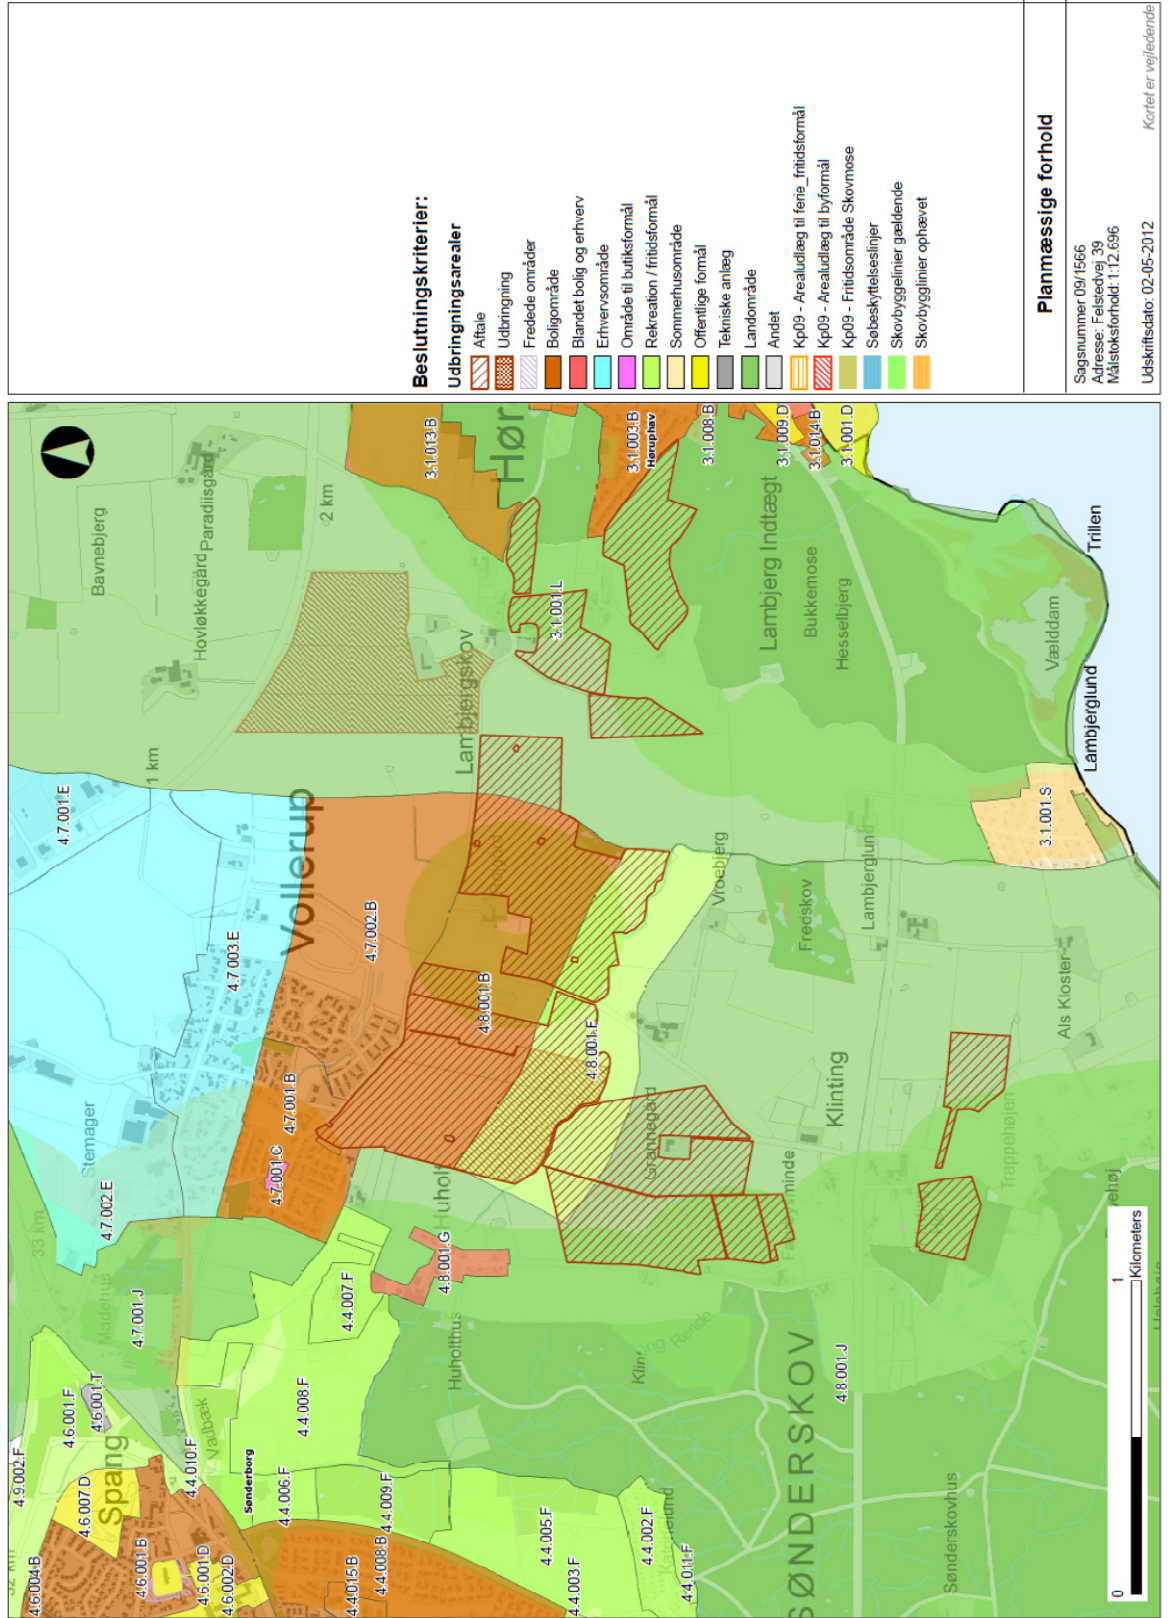 Beslutningskriterier:
Udbringningsarealer
Aftale
Udbringning
Fredede områder
Boligområde
Blandet bolig og erhverv
Erhvervsområde
Område til butiksformål
Rekreation / fritidsformål
Sommerhusområde
Offentlige formål
Tekniske anlæg
Landområde
Andet
Kp09 - Arealudlæg til ferie_fritidsformål
Kp09 - Arealudlæg til byformål
Kp09 - Fritidsområde Skovmose
Søbeskyttelseslinjer
Skovbyggelinier gældende
Skovbygglinier ophævet
Planmæssige forhold
Sagsnummer 09/1566
Adresse: Felstedvej 39
Målstoksforhold: 1:12.696
Udskriftsdato: 02-05-2012
Kortet er vejledende
Bavnebjerg
Hovløkkegård
Paradisgård
2 km
1 km
3.1.013.B
Hør
3.1.003.B
Høruphav
3.1.008.B
3.1.009.D
3.1.014.B
3.1.001.D
Lambjergskov
3.1.001.L
Lambjerg Indtægt
Bukkemose
Hesselbjerg
Vælddam
Trillen
Lambjerglund
3.1.001.S
4.7.001.E
Vollerup
4.7.003.E
4.7.002.B
4.8.001.B
Vroebjerg
Fredskov
Lambjerglund
Als Kloster
4.8.001.F
Klinting
Grannegård
Trappehøjen
Stemager
4.7.001.B
4.7.001.C
4.7.002.E
33 km
Huholt
4.8.001.G
4.7.001.J
4.4.007.F
Huholthus
4.6.001.F
4.6.001.T
4.4.008.F
Vadbæk
4.8.001.J
4.9.002.F
Spang
4.6.007.D
4.4.010.F
Sønderborg
4.4.006.F
4.4.009.F
4.6.004.B
4.6.001.B
4.6.001.D
4.6.002.D
4.4.015.B
4.4.008.B
4.4.005.F
4.4.003.F
4.4.002.F
4.4.011.F
SØNDERSKOV
Sønderskovhus
0 1
Kilometers